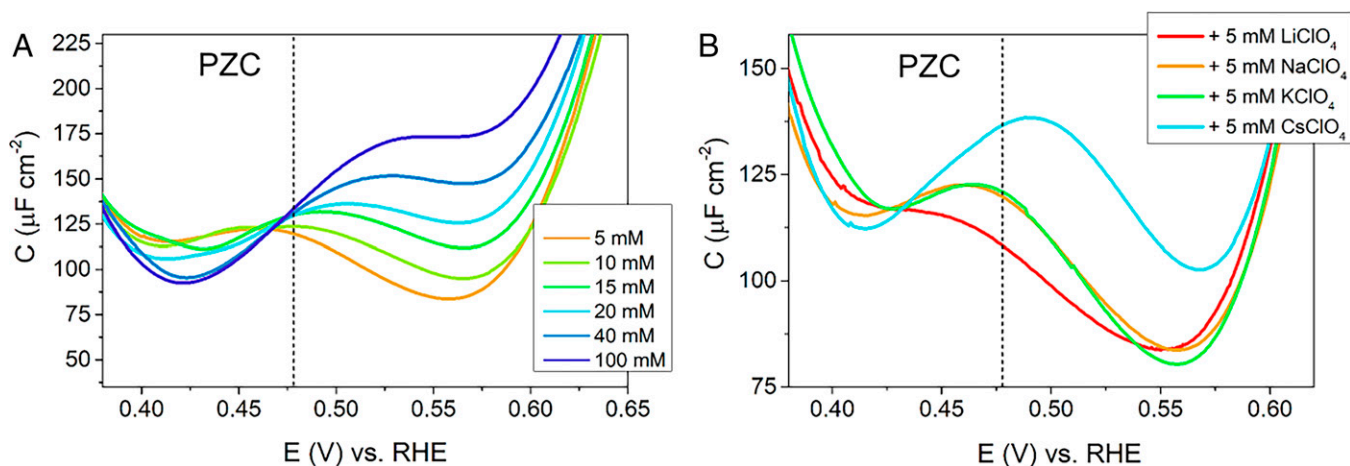 A
PZC
225
200
175
150
125
100
75
50
C (μF cm⁻²)
0.40
0.45
0.50
0.55
0.60
0.65
E (V) vs. RHE
5 mM
10 mM
15 mM
20 mM
40 mM
100 mM
B
PZC
150
125
100
75
C (μF cm⁻²)
0.40
0.45
0.50
0.55
0.60
E (V) vs. RHE
+ 5 mM LiClO₄
+ 5 mM NaClO₄
+ 5 mM KClO₄
+ 5 mM CsClO₄